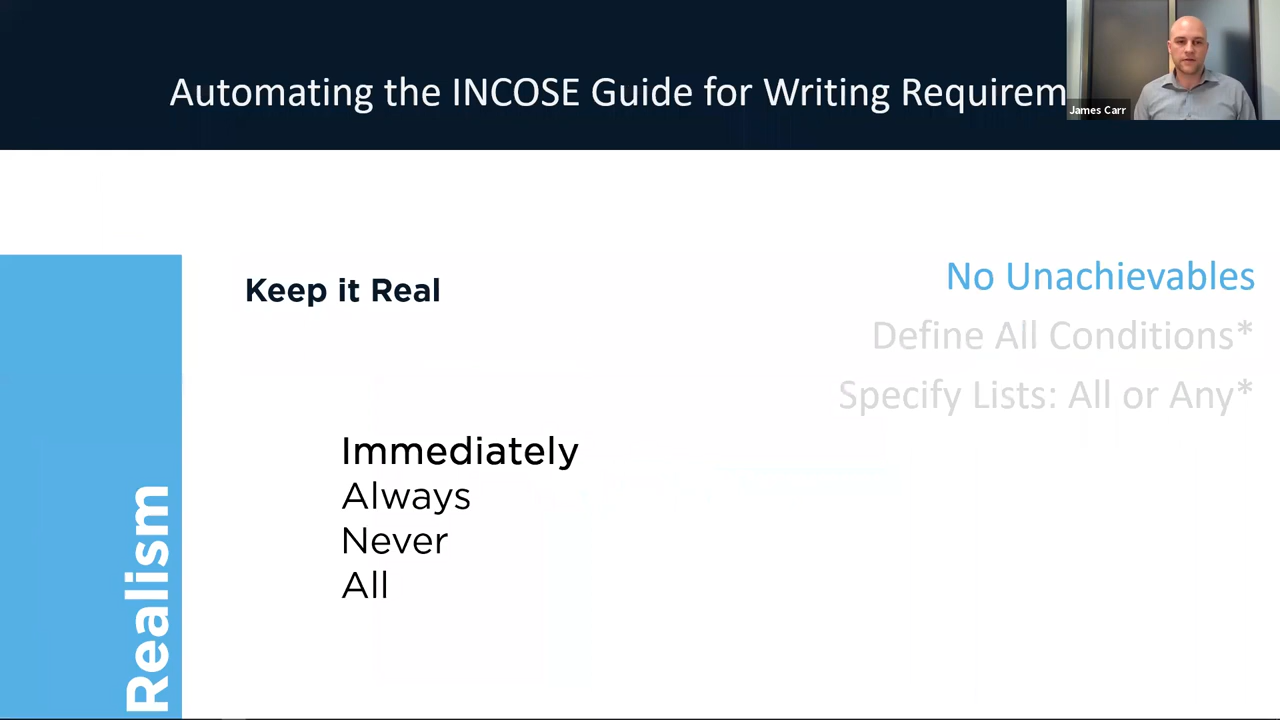 Automating the INCOSE Guide for Writing Requirem
James Carr
Keep it Real
No Unachievables
Define All Conditions*
Specify Lists: All or Any*
Immediately
Always
Never
All
Realism